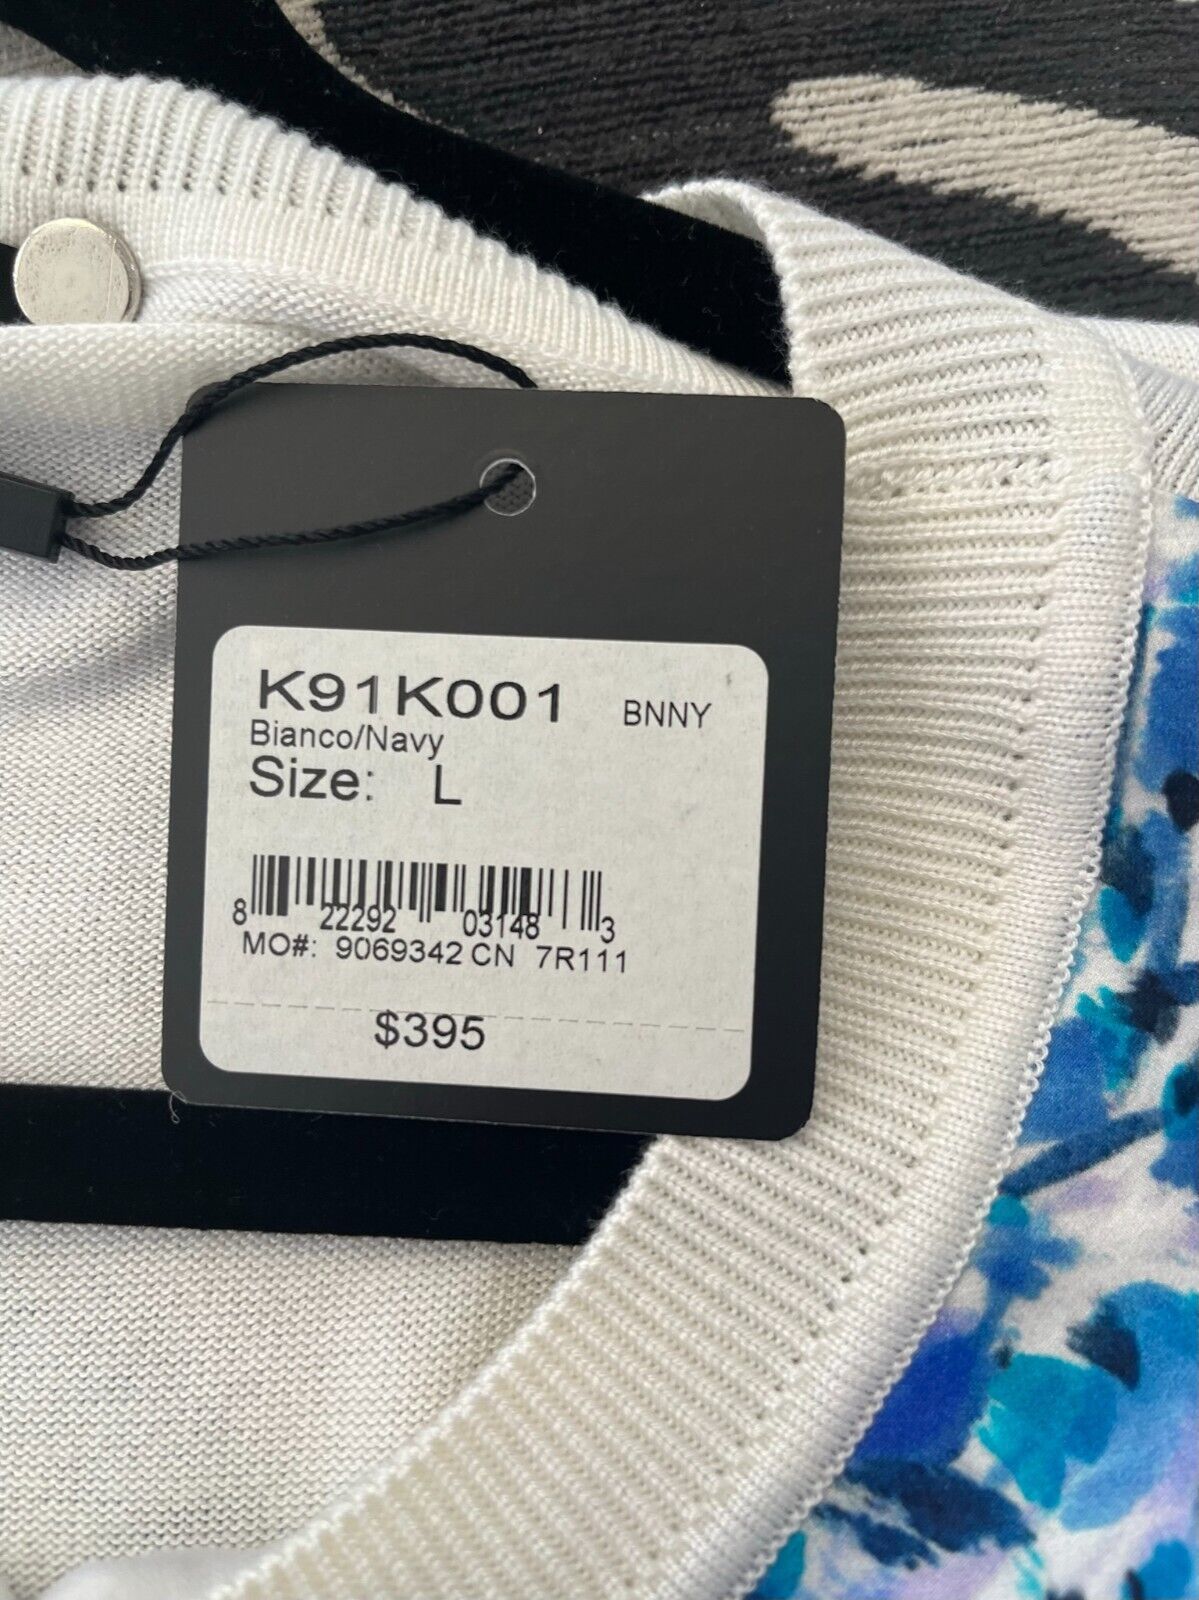 K91K001 BNNY
Bianco/Navy
Size: L
8 22292 03148 3
MO#: 9069342 CN 7R111
$395